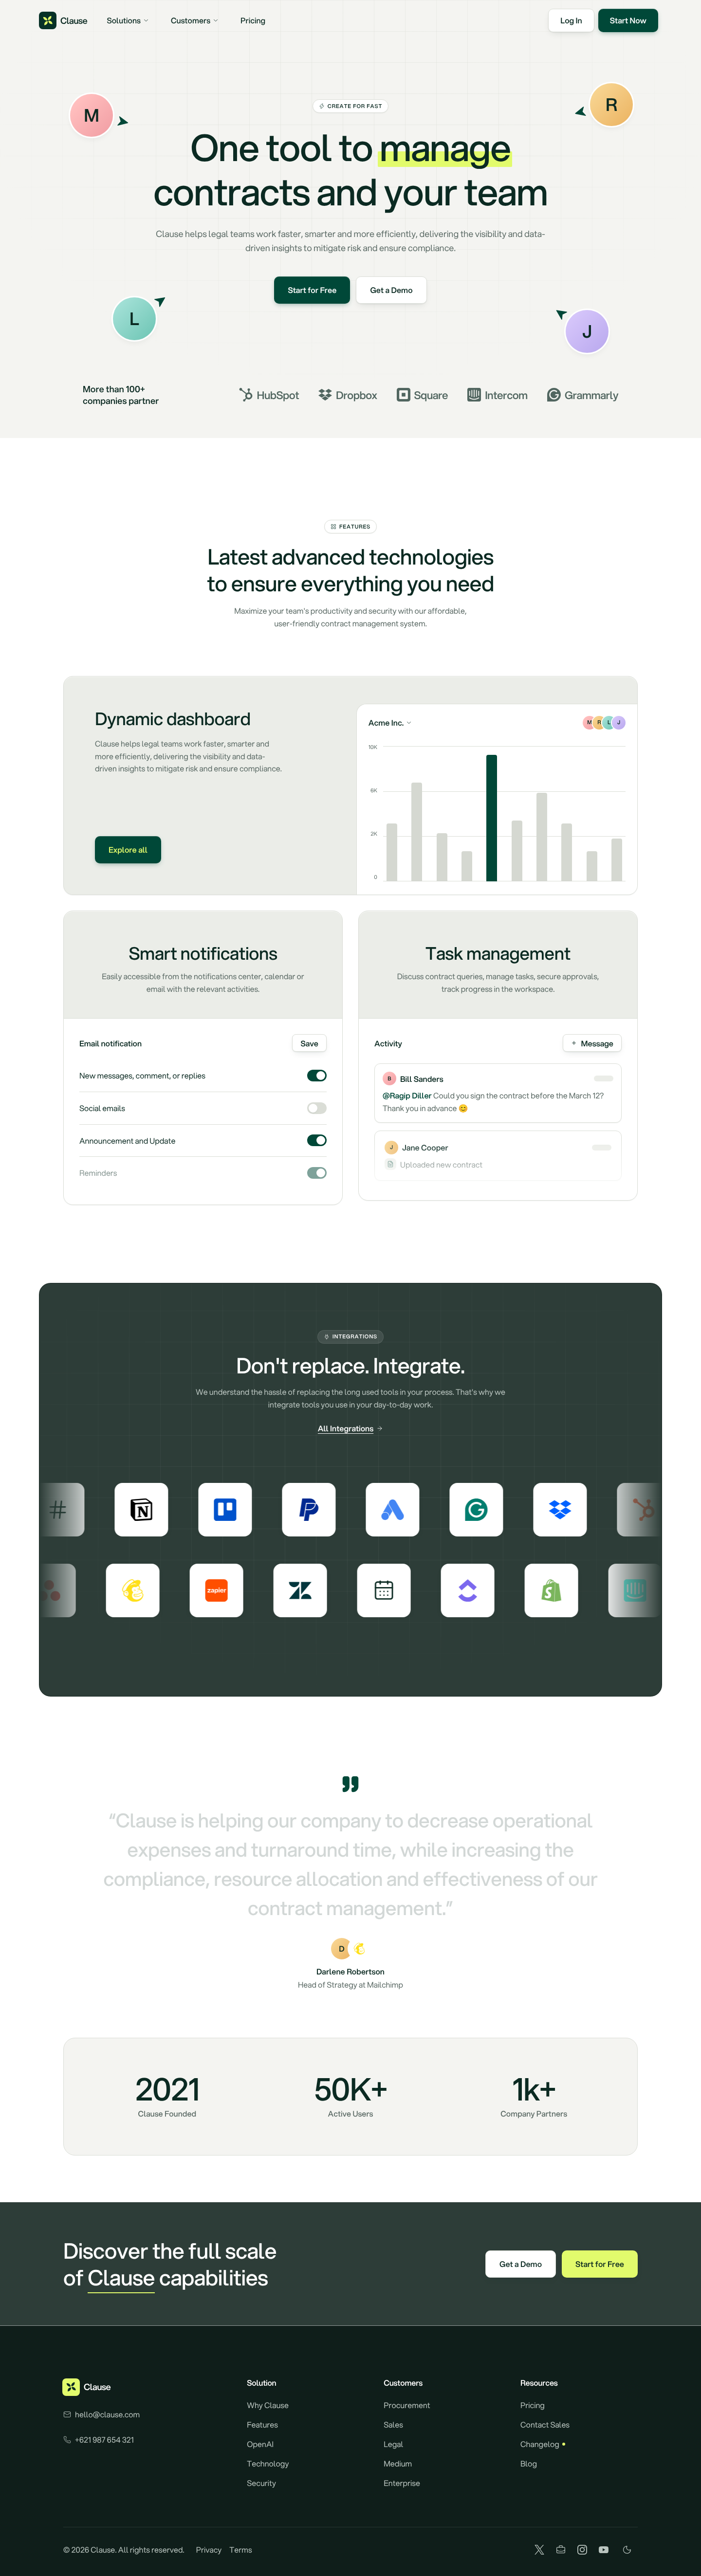 Clause
Solutions
Customers
Pricing
Log In
Start Now
M
R
CREATE FOR FAST
One tool to manage
contracts and your team
Clause helps legal teams work faster, smarter and more efficiently, delivering the visibility and data-
driven insights to mitigate risk and ensure compliance.
Start for Free
Get a Demo
L
J
More than 100+
companies partner
HubSpot
Dropbox
Square
Intercom
Grammarly
FEATURES
Latest advanced technologies
to ensure everything you need
Maximize your team's productivity and security with our affordable,
user-friendly contract management system.
Dynamic dashboard
Clause helps legal teams work faster, smarter and
more efficiently, delivering the visibility and data-
driven insights to mitigate risk and ensure compliance.
Explore all
Acme Inc.
M
R
L
J
10K
6K
2K
0
Smart notifications
Easily accessible from the notifications center, calendar or
email with the relevant activities.
Email notification
Save
New messages, comment, or replies
Social emails
Announcement and Update
Reminders
Task management
Discuss contract queries, manage tasks, secure approvals,
track progress in the workspace.
Activity
+ Message
B
Bill Sanders
@Ragip Diller Could you sign the contract before the March 12?
Thank you in advance 😊
J
Jane Cooper
Uploaded new contract
INTEGRATIONS
Don't replace. Integrate.
We understand the hassle of replacing the long used tools in your process. That's why we
integrate tools you use in your day-to-day work.
All Integrations
zapier
"Clause is helping our company to decrease operational
expenses and turnaround time, while increasing the
compliance, resource allocation and effectiveness of our
contract management."
D
Darlene Robertson
Head of Strategy at Mailchimp
2021
Clause Founded
50K+
Active Users
1k+
Company Partners
Discover the full scale
of Clause capabilities
Get a Demo
Start for Free
Clause
hello@clause.com
+621 987 654 321
Solution
Why Clause
Features
OpenAI
Technology
Security
Customers
Procurement
Sales
Legal
Medium
Enterprise
Resources
Pricing
Contact Sales
Changelog
Blog
© 2026 Clause. All rights reserved.
Privacy
Terms